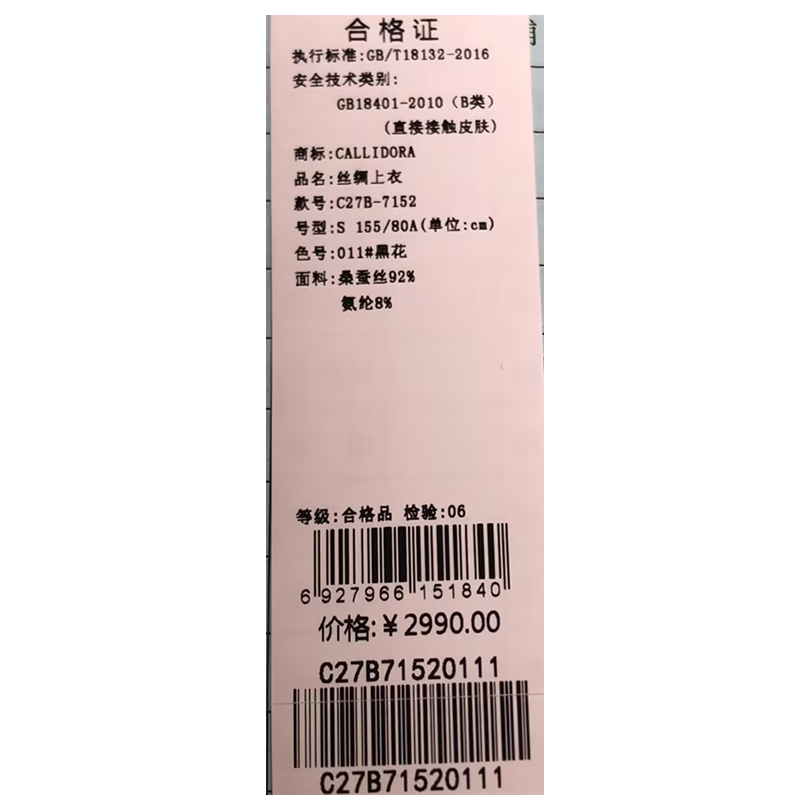 合格证
执行标准:GB/T18132-2016
安全技术类别:
GB18401-2010（B类）
(直接接触皮肤)
商标:CALLIDORA
品名:丝绸上衣
款号:C27B-7152
号型:S 155/80A(单位:cm)
色号:011#黑花
面料:桑蚕丝92%
氨纶8%
等级:合格品 检验:06
6 927966 151840
价格:￥2990.00
C27B71520111
C27B71520111